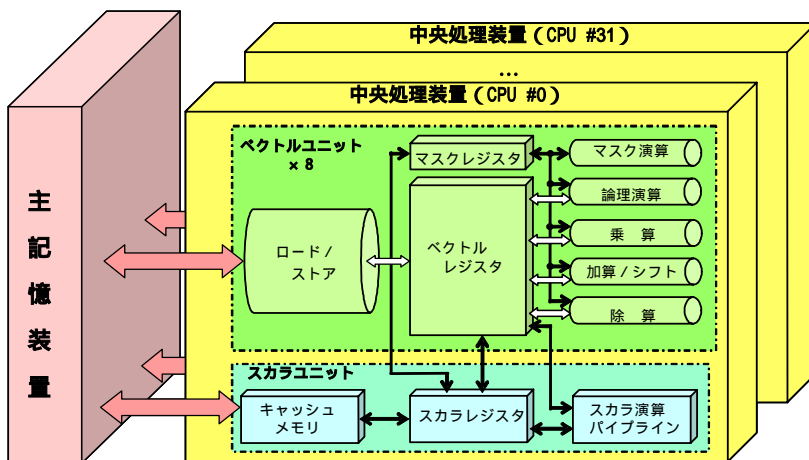 中央処理装置(CPU #31)
…
中央処理装置(CPU #0)
主記憶装置
ベクトルユニット
× 8
マスクレジスタ
マスク演算
論理演算
乗 算
加算/シフト
除 算
ロード/
ストア
ベクトル
レジスタ
スカラユニット
キャッシュ
メモリ
スカラレジスタ
スカラ演算
パイプライン